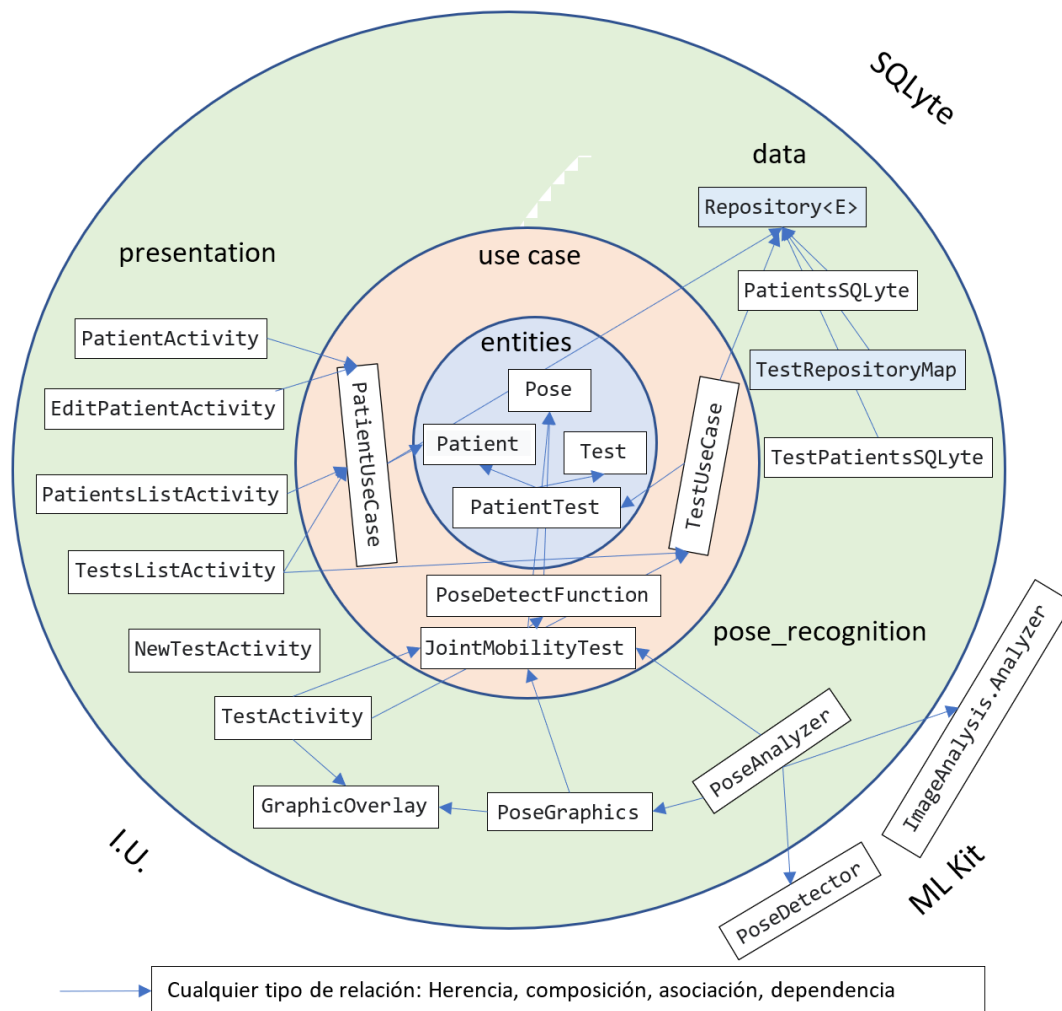 SQLyte
data
Repository<E>
presentation
use case
PatientsSQLyte
PatientActivity
entities
TestRepositoryMap
EditPatientActivity
PatientUseCase
Pose
Patient
Test
TestUseCase
TestPatientsSQLyte
PatientsListActivity
PatientTest
TestsListActivity
PoseDetectFunction
NewTestActivity
JointMobilityTest
pose_recognition
TestActivity
PoseAnalyzer
ImageAnalysis.Analyzer
GraphicOverlay
PoseGraphics
I.U.
PoseDetector
ML Kit
Cualquier tipo de relación: Herencia, composición, asociación, dependencia